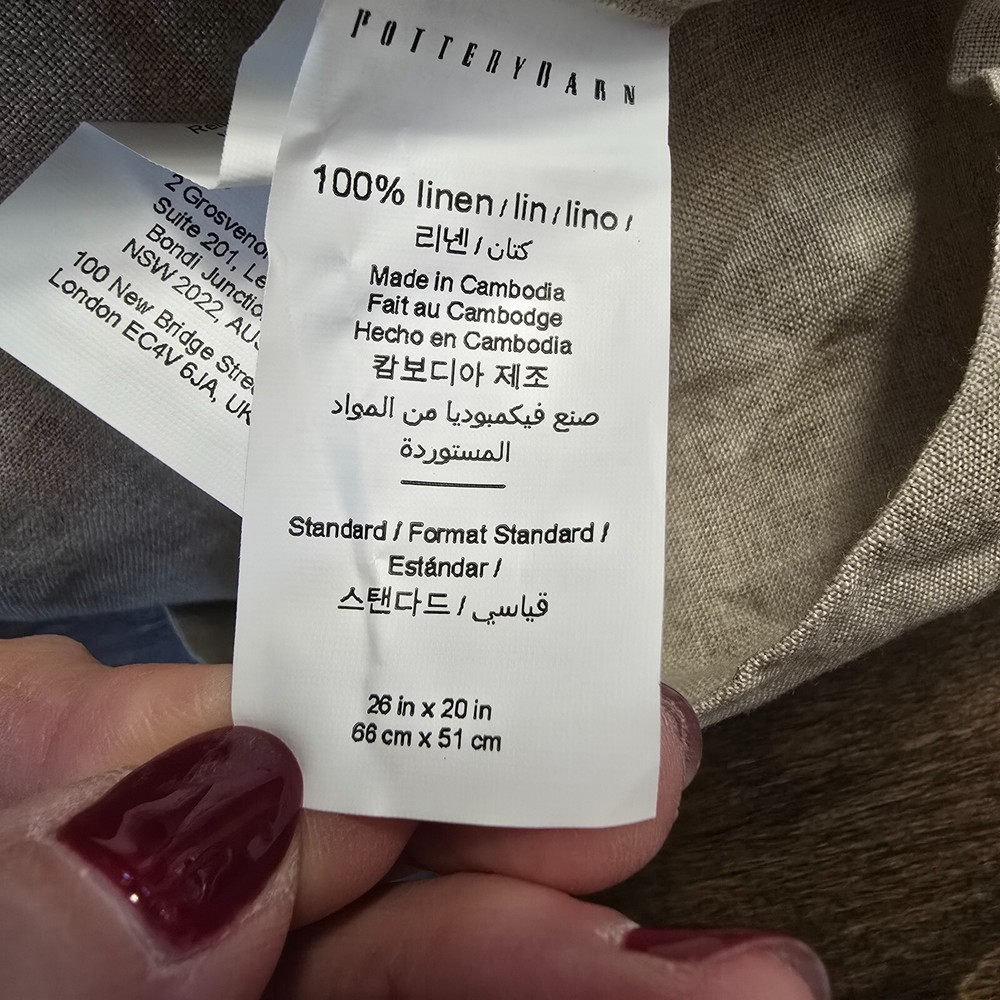 POTTERYBARN
100% linen / lin / lino /
리넨 / كتان
Made in Cambodia
Fait au Cambodge
Hecho en Cambodia
캄보디아 제조
صنع فيكمبوديا من المواد
المستوردة
Standard / Format Standard /
Estándar /
스탠다드 / قياسي
26 in x 20 in
66 cm x 51 cm
2 Grosvenor
Suite 201, Le
Bondi Junctio
NSW 2022, AUS
100 New Bridge Stree
London EC4V 6JA, UK